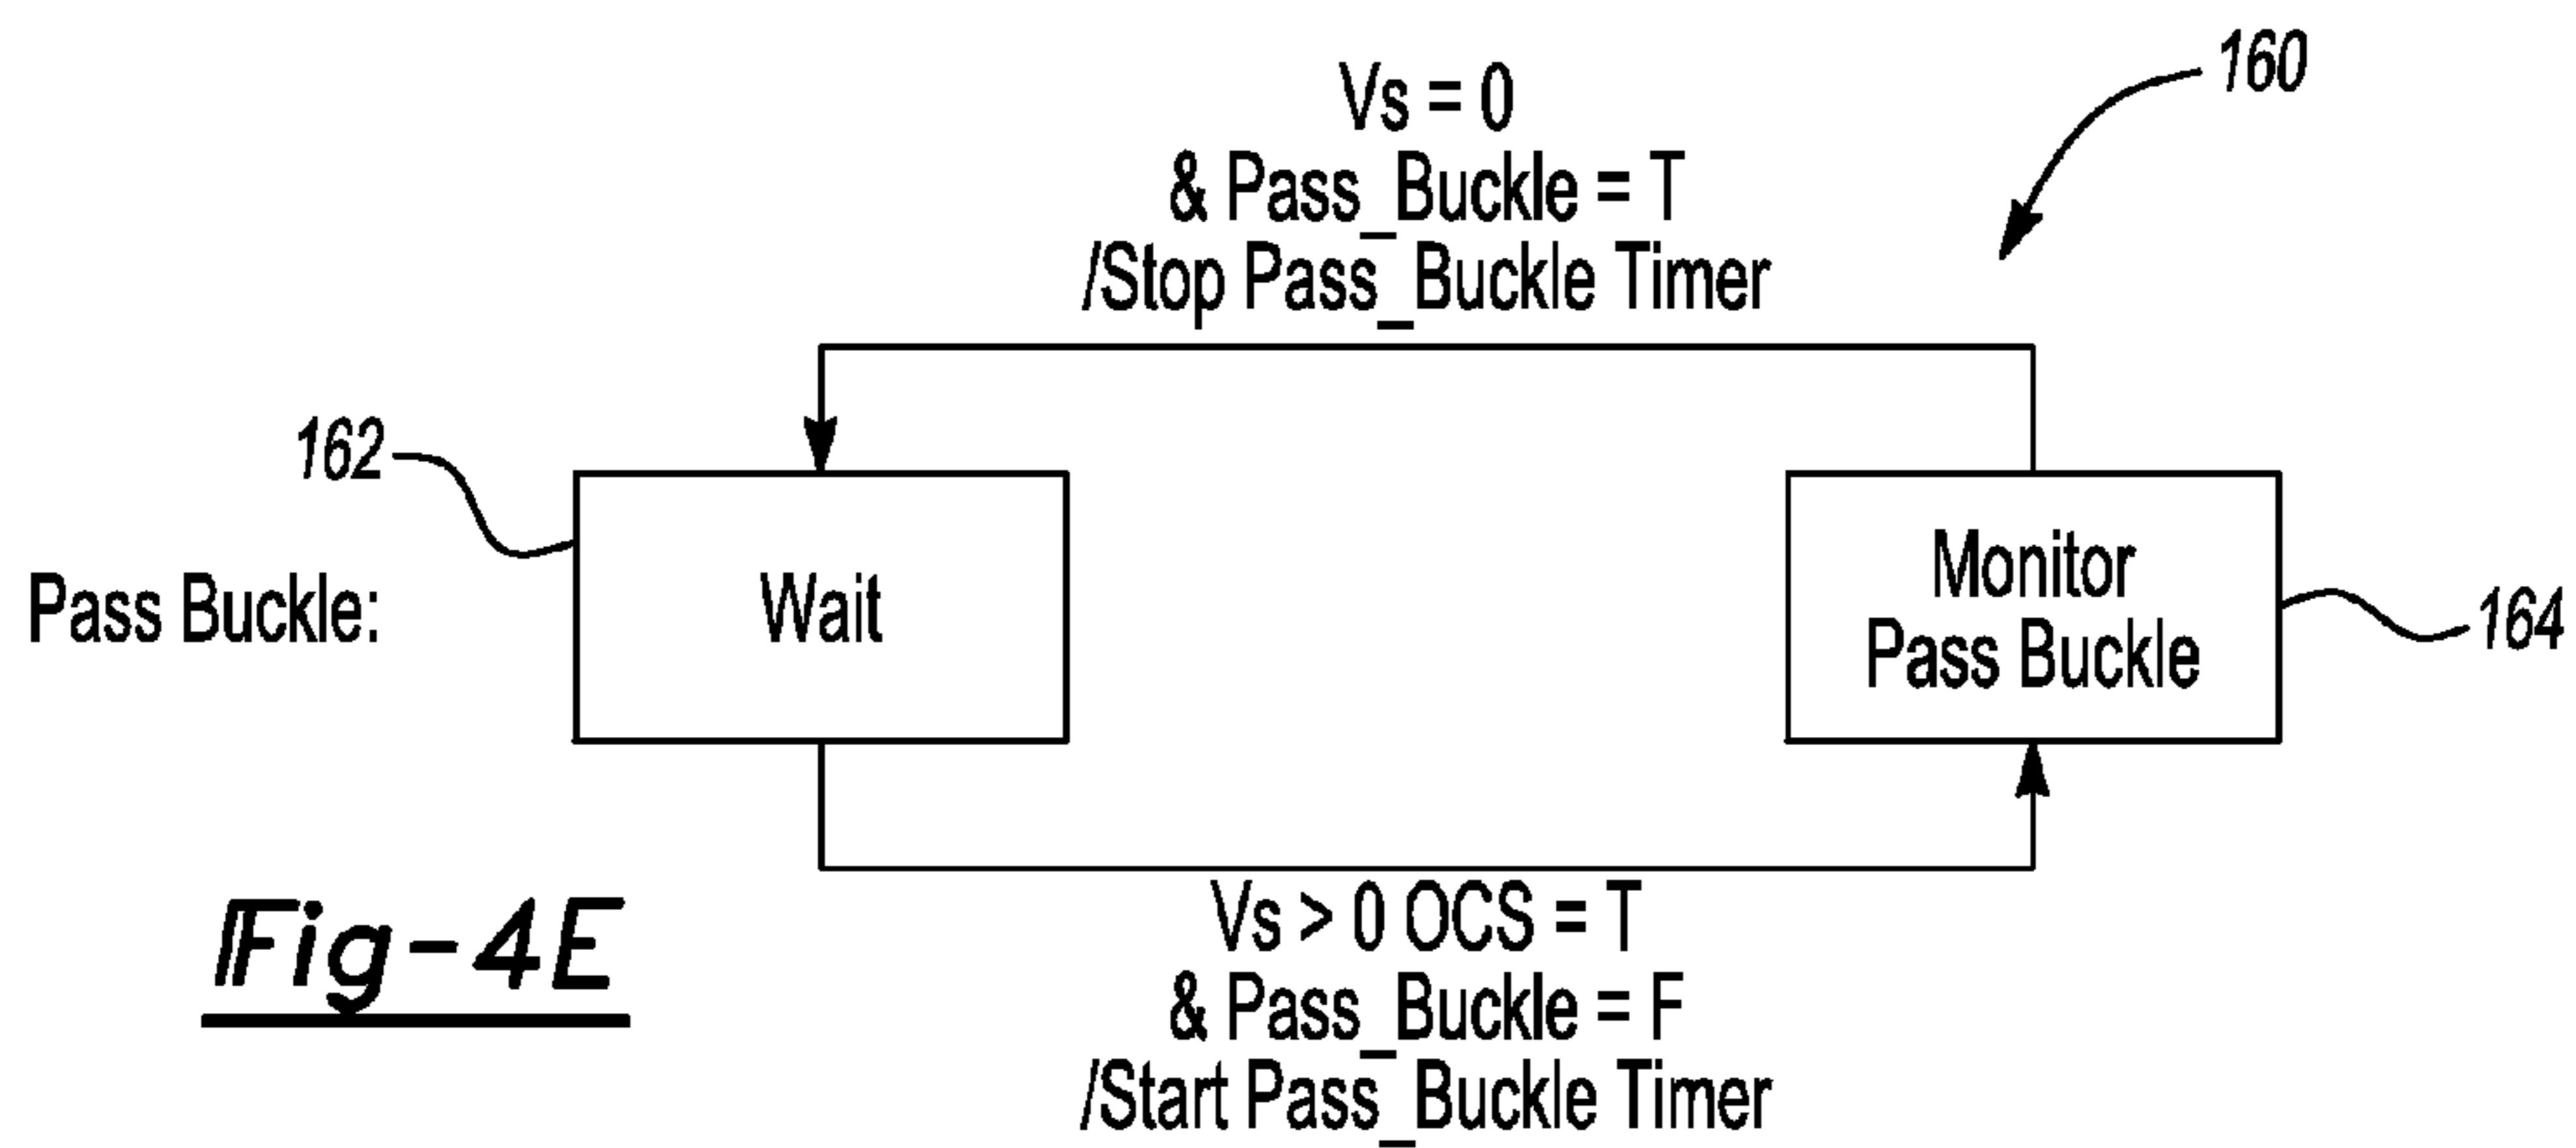 160
Vs = 0
& Pass_Buckle = T
/Stop Pass_Buckle Timer
162
Pass Buckle:
Wait
Monitor
Pass Buckle
164
Vs > 0 OCS = T
& Pass_Buckle = F
/Start Pass_Buckle Timer
Fig-4E